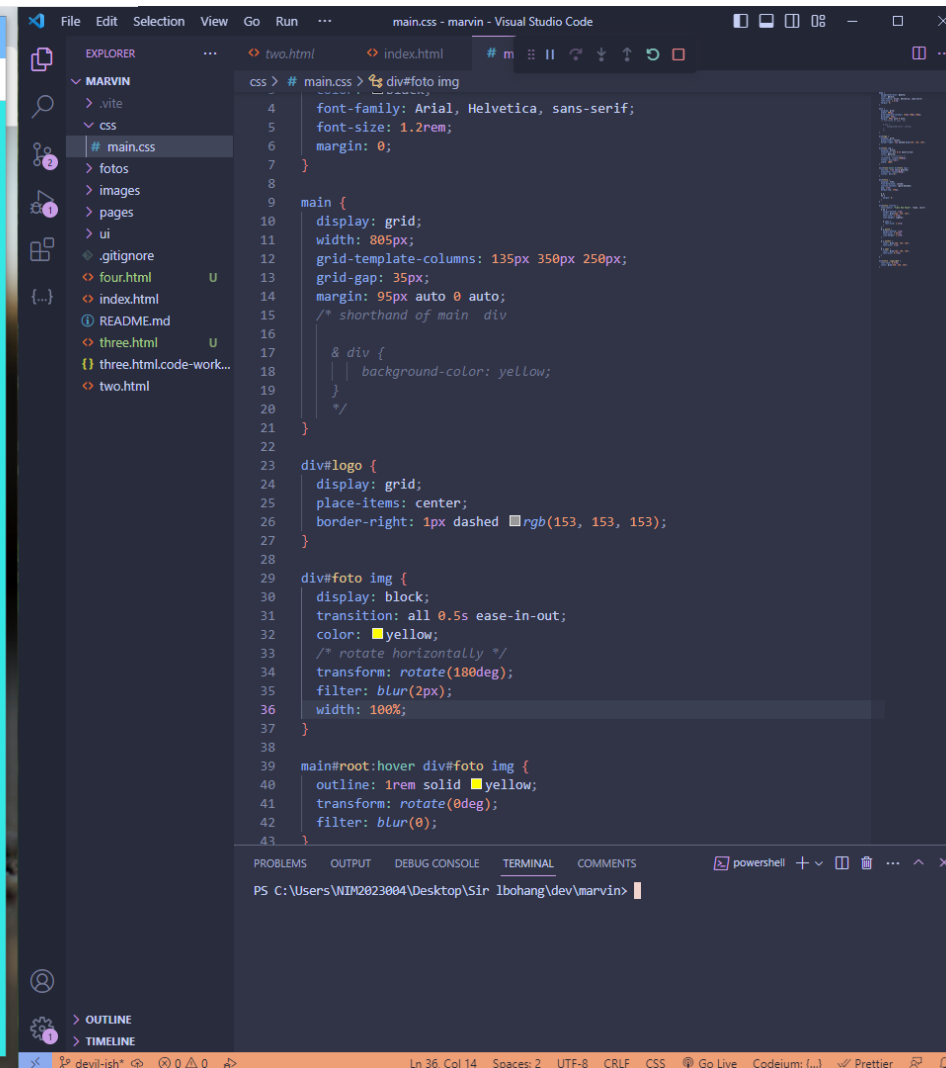 File Edit Selection View Go Run ··· main.css - marvin - Visual Studio Code
EXPLORER ···
two.html index.html # m
MARVIN
.vite
css
# main.css
fotos
images
pages
ui
.gitignore
four.html U
index.html
README.md
three.html U
{} three.html.code-work...
two.html
OUTLINE
TIMELINE
2
1
{...}
1
css > # main.css > div#foto img
4 font-family: Arial, Helvetica, sans-serif;
5 font-size: 1.2rem;
6 margin: 0;
7 }
8
9 main {
10 display: grid;
11 width: 805px;
12 grid-template-columns: 135px 350px 250px;
13 grid-gap: 35px;
14 margin: 95px auto 0 auto;
15 /* shorthand of main div
16
17 & div {
18 background-color: yellow;
19 }
20 */
21 }
22
23 div#logo {
24 display: grid;
25 place-items: center;
26 border-right: 1px dashed rgb(153, 153, 153);
27 }
28
29 div#foto img {
30 display: block;
31 transition: all 0.5s ease-in-out;
32 color: yellow;
33 /* rotate horizontally */
34 transform: rotate(180deg);
35 filter: blur(2px);
36 width: 100%;
37 }
38
39 main#root:hover div#foto img {
40 outline: 1rem solid yellow;
41 transform: rotate(0deg);
42 filter: blur(0);
43 }
PROBLEMS OUTPUT DEBUG CONSOLE TERMINAL COMMENTS powershell
PS C:\Users\NIM2023004\Desktop\Sir lbohang\dev\marvin>
devil-ish* 0 0 Ln 36, Col 14 Spaces: 2 UTF-8 CRLF CSS Go Live Codeium: {...} Prettier